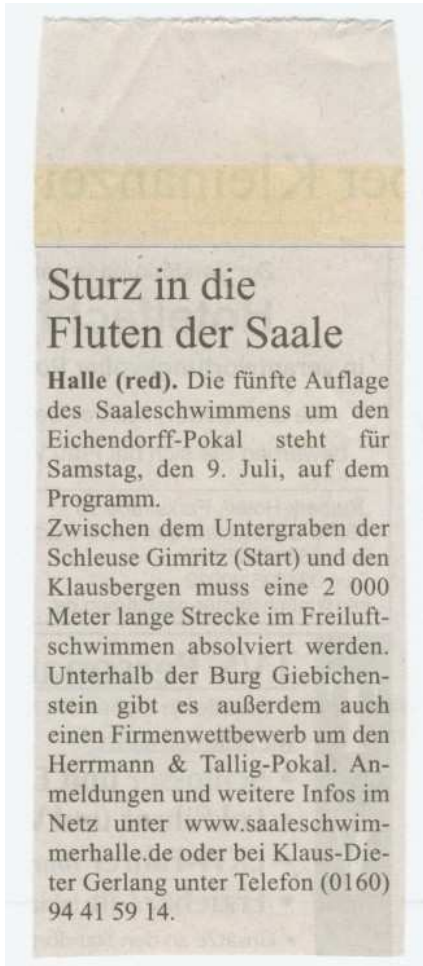 Sturz in die
Fluten der Saale
Halle (red). Die fünfte Auflage
des Saaleschwimmens um den
Eichendorff-Pokal steht für
Samstag, den 9. Juli, auf dem
Programm.
Zwischen dem Untergraben der
Schleuse Gimritz (Start) und den
Klausbergen muss eine 2 000
Meter lange Strecke im Freiluft-
schwimmen absolviert werden.
Unterhalb der Burg Giebichen-
stein gibt es außerdem auch
einen Firmenwettbewerb um den
Herrmann & Tallig-Pokal. An-
meldungen und weitere Infos im
Netz unter www.saaleschwim-
merhalle.de oder bei Klaus-Die-
ter Gerlang unter Telefon (0160)
94 41 59 14.